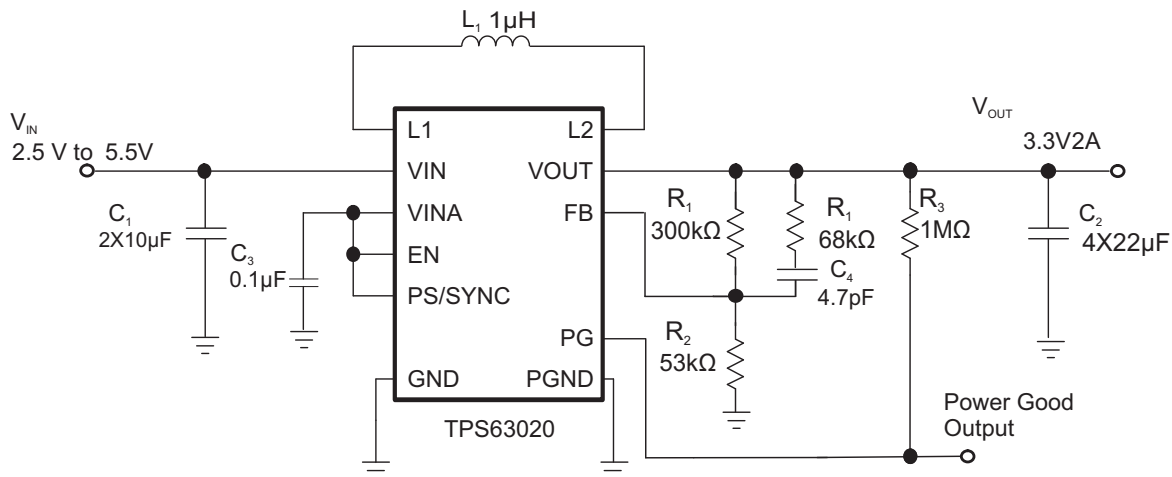 L₁ 1µH
V_IN
2.5 V to 5.5V
L1
L2
V_OUT
3.3V2A
VIN
VOUT
C₁
2X10µF
VINA
FB
R₁
300kΩ
R₁
68kΩ
R₃
1MΩ
C₂
4X22µF
C₃
0.1µF
EN
C₄
4.7pF
PS/SYNC
PG
R₂
53kΩ
GND
PGND
Power Good
Output
TPS63020